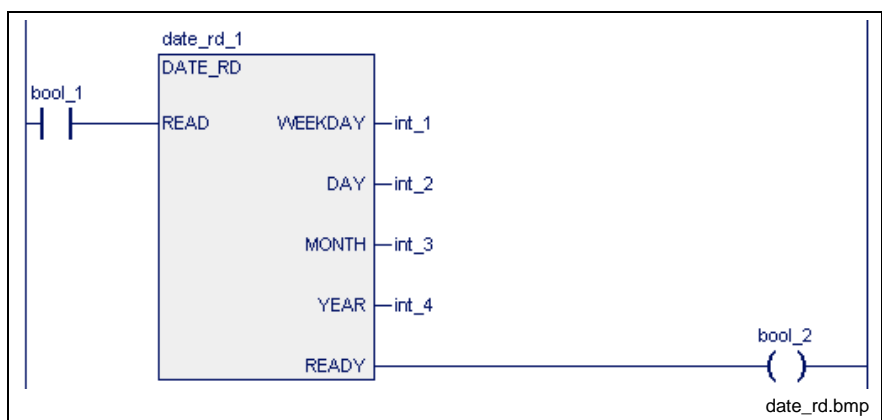 date_rd_1
DATE_RD
bool_1
READ WEEKDAY int_1
DAY int_2
MONTH int_3
YEAR int_4
bool_2
READY
date_rd.bmp